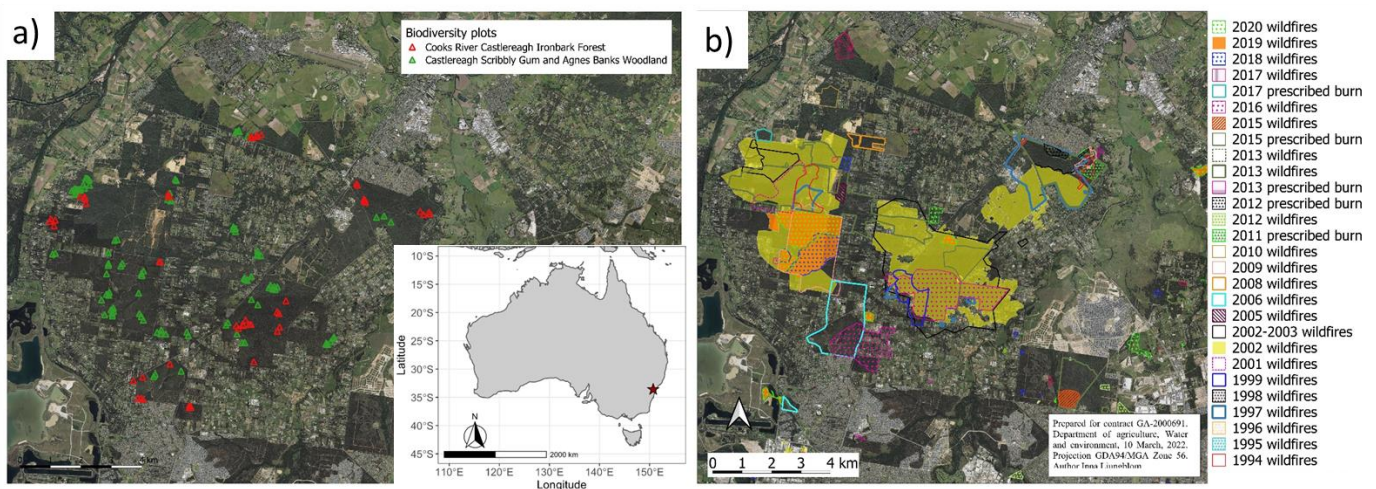 a)
Biodiversity plots
Cooks River Castlereagh Ironbark Forest
Castlereagh Scribbly Gum and Agnes Banks Woodland
10°S
15°S
20°S
25°S
30°S
35°S
40°S
45°S
Latitude
N
2000 km
110°E
120°E
130°E
140°E
150°E
Longitude
km
b)
0 1 2 3 4 km
Prepared for contract GA-2000691.
Department of agriculture, Water
and environment, 10 March, 2022.
Projection GDA94/MGA Zone 56.
Author Inna
2020 wildfires
2019 wildfires
2018 wildfires
2017 wildfires
2017 prescribed burn
2016 wildfires
2015 wildfires
2015 prescribed burn
2013 wildfires
2013 wildfires
2013 prescribed burn
2012 prescribed burn
2012 wildfires
2011 prescribed burn
2010 wildfires
2009 wildfires
2008 wildfires
2006 wildfires
2005 wildfires
2002-2003 wildfires
2002 wildfires
2001 wildfires
1999 wildfires
1998 wildfires
1997 wildfires
1996 wildfires
1995 wildfires
1994 wildfires